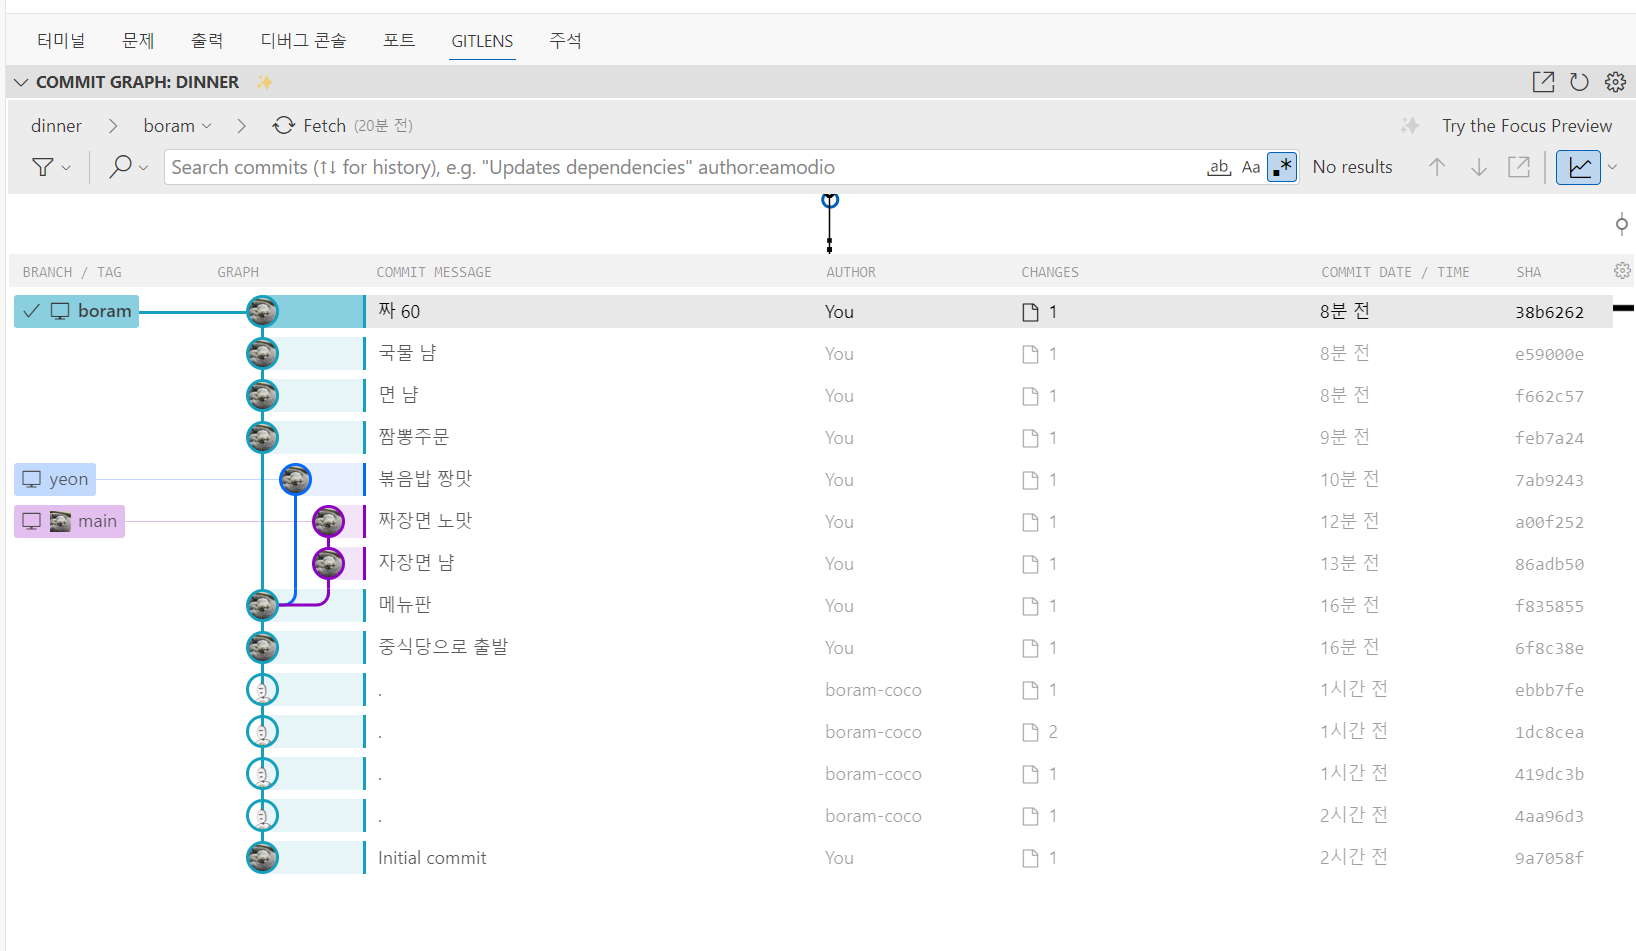 터미널 문제 출력 디버그 콘솔 포트 GITLENS 주석
COMMIT GRAPH: DINNER
dinner boram Fetch (20분 전) Try the Focus Preview
Search commits (↑↓ for history), e.g. "Updates dependencies" author:eamodio ab, Aa .* No results
BRANCH / TAG GRAPH COMMIT MESSAGE AUTHOR CHANGES COMMIT DATE / TIME SHA
boram 짜 60 You 1 8분 전 38b6262
국물 냠 You 1 8분 전 e59000e
면 냠 You 1 8분 전 f662c57
짬뽕주문 You 1 9분 전 feb7a24
yeon 볶음밥 짱맛 You 1 10분 전 7ab9243
main 짜장면 노맛 You 1 12분 전 a00f252
자장면 냠 You 1 13분 전 86adb50
메뉴판 You 1 16분 전 f835855
중식당으로 출발 You 1 16분 전 6f8c38e
. boram-coco 1 1시간 전 ebbb7fe
. boram-coco 2 1시간 전 1dc8cea
. boram-coco 1 1시간 전 419dc3b
. boram-coco 1 2시간 전 4aa96d3
Initial commit You 1 2시간 전 9a7058f